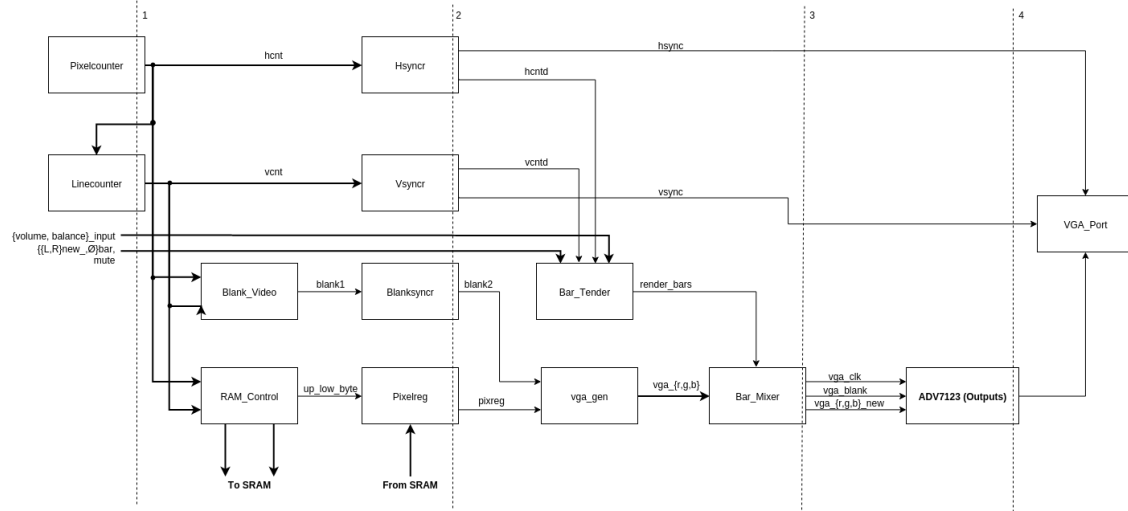 1
2
3
4
Pixelcounter
hcnt
Hsyncr
hsync
hcntd
Linecounter
vcnt
Vsyncr
vcntd
vsync
VGA_Port
{volume, balance}_input
{{L,R}new_,Ø}bar,
mute
Blank_Video
blank1
Blanksyncr
blank2
Bar_Tender
render_bars
RAM_Control
up_low_byte
Pixelreg
pixreg
vga_gen
vga_{r,g,b}
Bar_Mixer
vga_clk
vga_blank
vga_{r,g,b}_new
ADV7123 (Outputs)
To SRAM
From SRAM